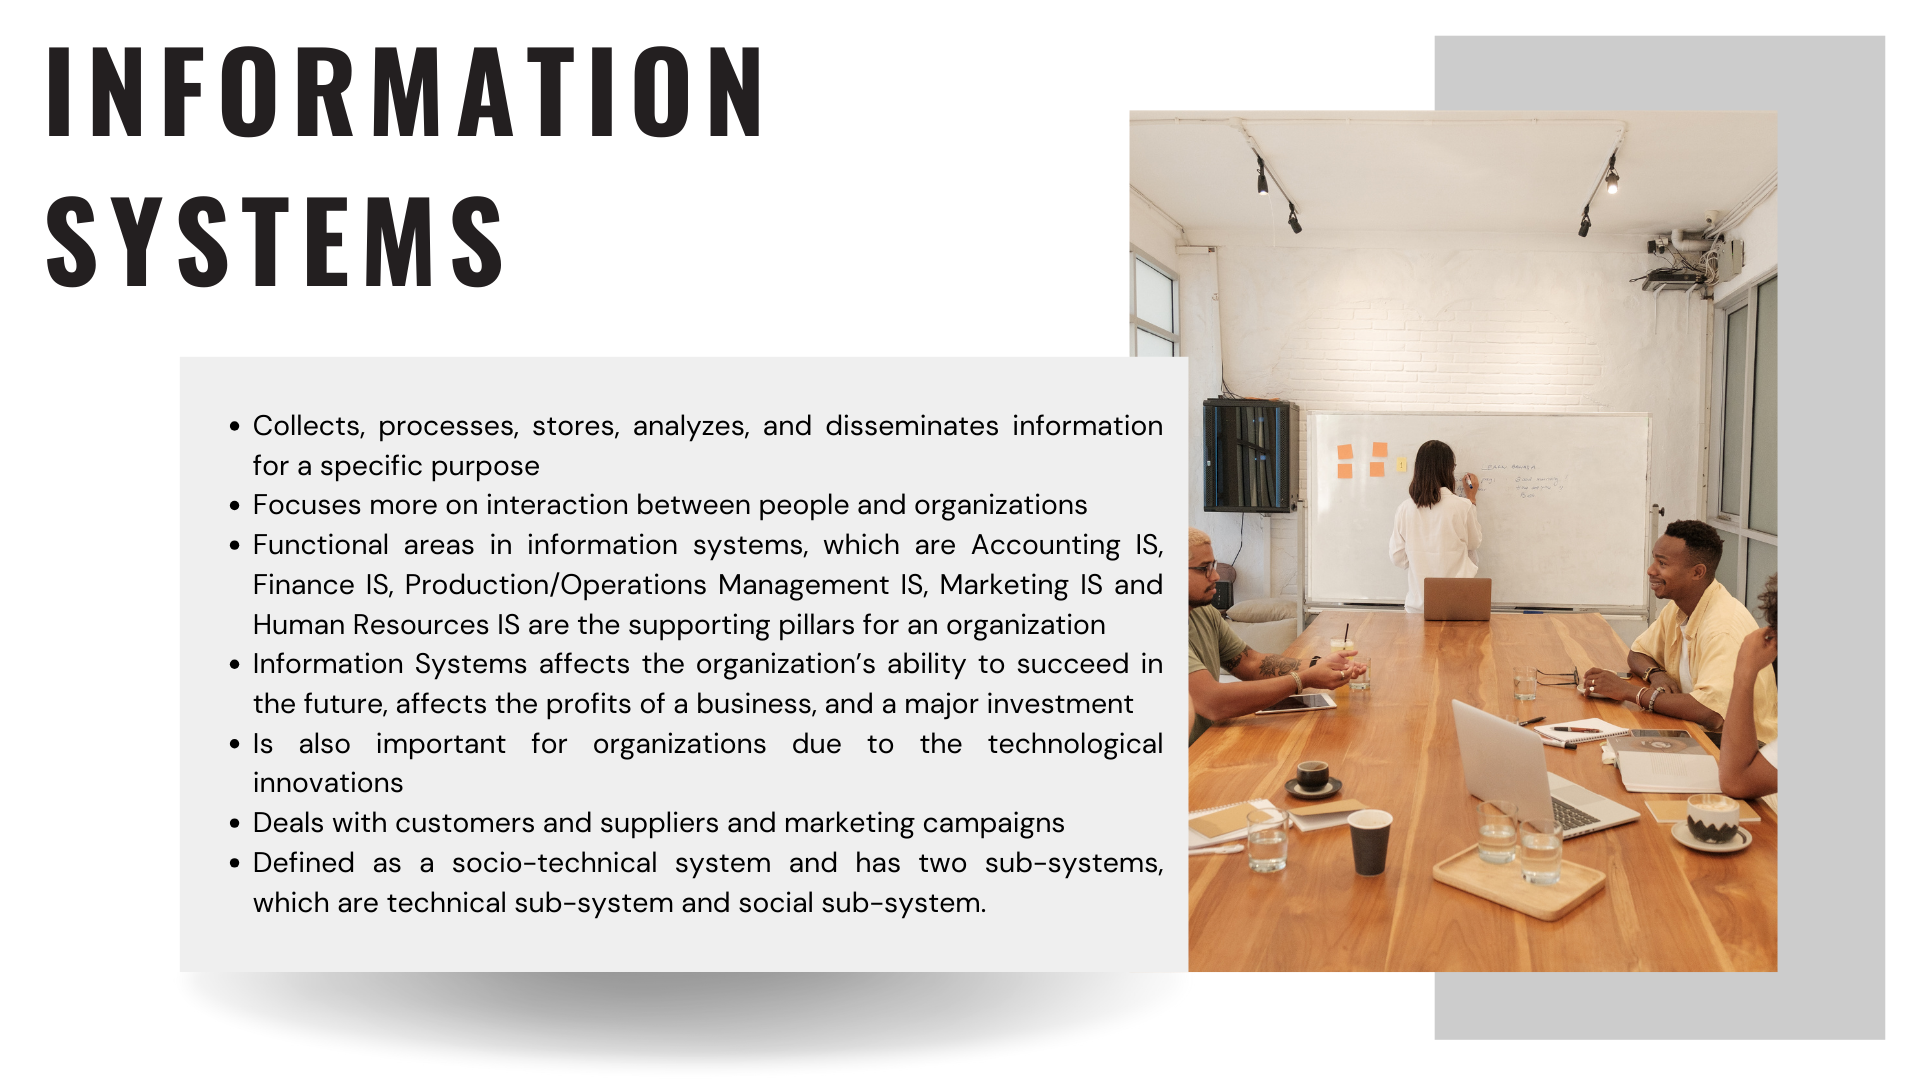 INFORMATION
SYSTEMS
• Collects, processes, stores, analyzes, and disseminates information
for a specific purpose
• Focuses more on interaction between people and organizations
• Functional areas in information systems, which are Accounting IS,
Finance IS, Production/Operations Management IS, Marketing IS and
Human Resources IS are the supporting pillars for an organization
• Information Systems affects the organization’s ability to succeed in
the future, affects the profits of a business, and a major investment
• Is also important for organizations due to the technological
innovations
• Deals with customers and suppliers and marketing campaigns
• Defined as a socio-technical system and has two sub-systems,
which are technical sub-system and social sub-system.